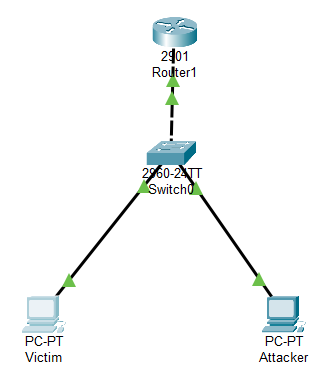 2901
Router1
2960-24TT
Switch0
PC-PT
Victim
PC-PT
Attacker